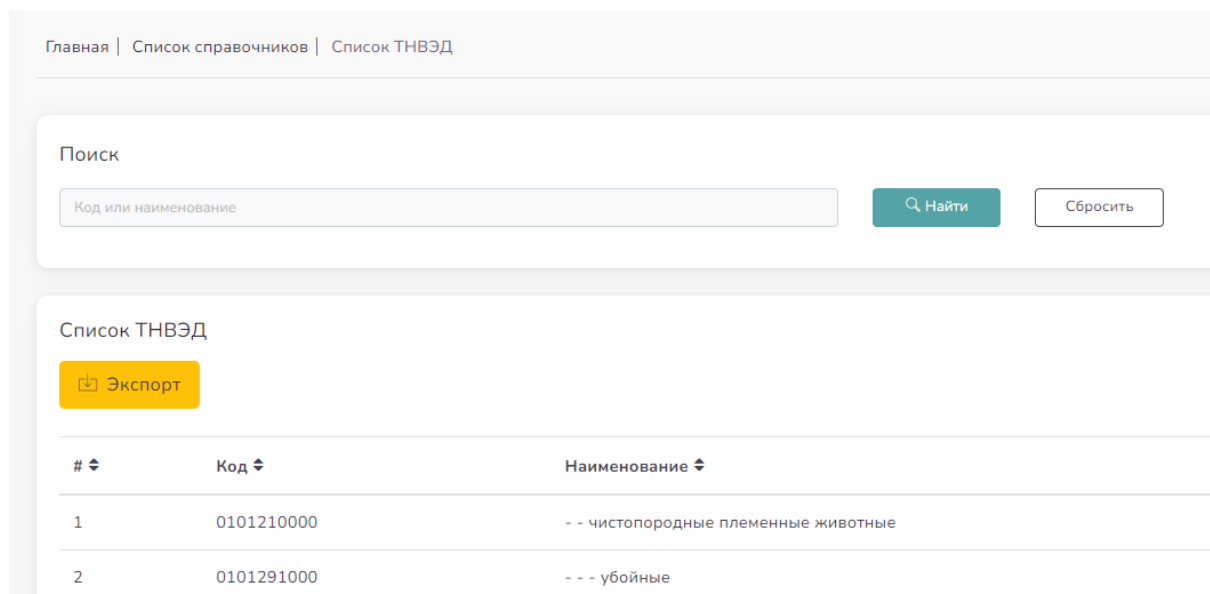 Главная | Список справочников | Список ТНВЭД
Поиск
Код или наименование
Найти
Сбросить
Список ТНВЭД
Экспорт
# Код Наименование
1 0101210000 - - чистопородные племенные животные
2 0101291000 - - - убойные